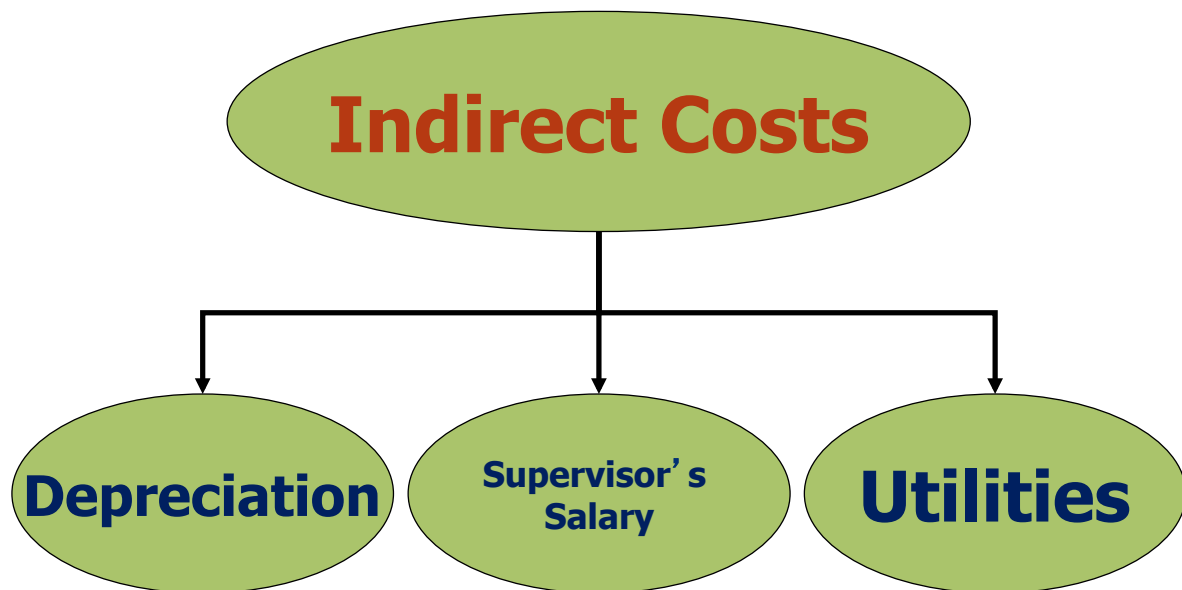 Indirect Costs
Depreciation
Supervisor’s
Salary
Utilities